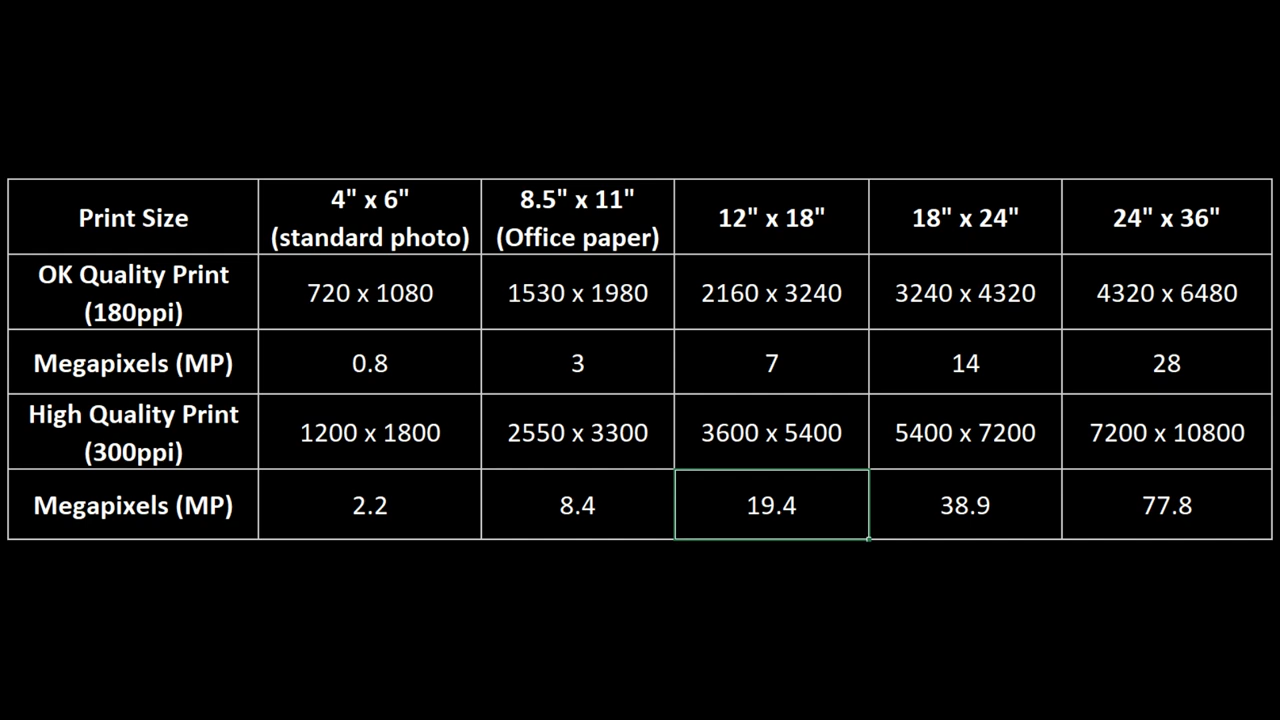 Print Size
4" x 6"
(standard photo)
8.5" x 11"
(Office paper)
12" x 18"
18" x 24"
24" x 36"
OK Quality Print
(180ppi)
720 x 1080
1530 x 1980
2160 x 3240
3240 x 4320
4320 x 6480
Megapixels (MP)
0.8
3
7
14
28
High Quality Print
(300ppi)
1200 x 1800
2550 x 3300
3600 x 5400
5400 x 7200
7200 x 10800
Megapixels (MP)
2.2
8.4
19.4
38.9
77.8